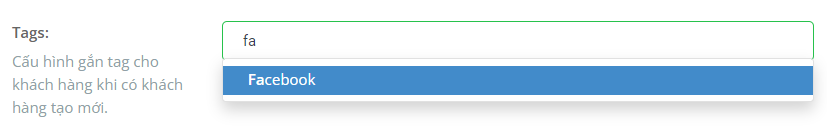 Tags:
fa
Cấu hình gắn tag cho
khách hàng khi có khách
hàng tạo mới.
Facebook